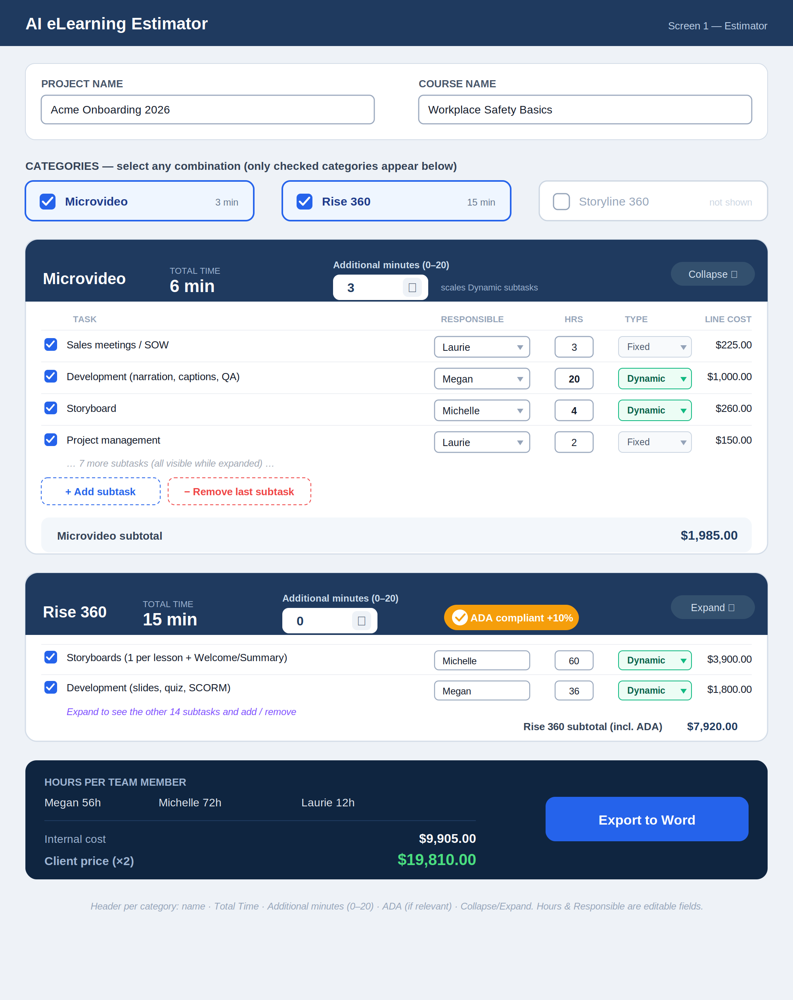 AI eLearning Estimator
Screen 1 — Estimator
PROJECT NAME
COURSE NAME
Acme Onboarding 2026
Workplace Safety Basics
CATEGORIES — select any combination (only checked categories appear below)
Microvideo 3 min
Rise 360 15 min
Storyline 360 not shown
Microvideo
TOTAL TIME
6 min
Additional minutes (0–20)
3
scales Dynamic subtasks
Collapse
TASK RESPONSIBLE HRS TYPE LINE COST
Sales meetings / SOW Laurie 3 Fixed $225.00
Development (narration, captions, QA) Megan 20 Dynamic $1,000.00
Storyboard Michelle 4 Dynamic $260.00
Project management Laurie 2 Fixed $150.00
… 7 more subtasks (all visible while expanded) …
+ Add subtask
− Remove last subtask
Microvideo subtotal $1,985.00
Rise 360
TOTAL TIME
15 min
Additional minutes (0–20)
0
ADA compliant +10%
Expand
Storyboards (1 per lesson + Welcome/Summary) Michelle 60 Dynamic $3,900.00
Development (slides, quiz, SCORM) Megan 36 Dynamic $1,800.00
Expand to see the other 14 subtasks and add / remove
Rise 360 subtotal (incl. ADA) $7,920.00
HOURS PER TEAM MEMBER
Megan 56h Michelle 72h Laurie 12h
Internal cost $9,905.00
Client price (×2) $19,810.00
Export to Word
Header per category: name · Total Time · Additional minutes (0–20) · ADA (if relevant) · Collapse/Expand. Hours & Responsible are editable fields.